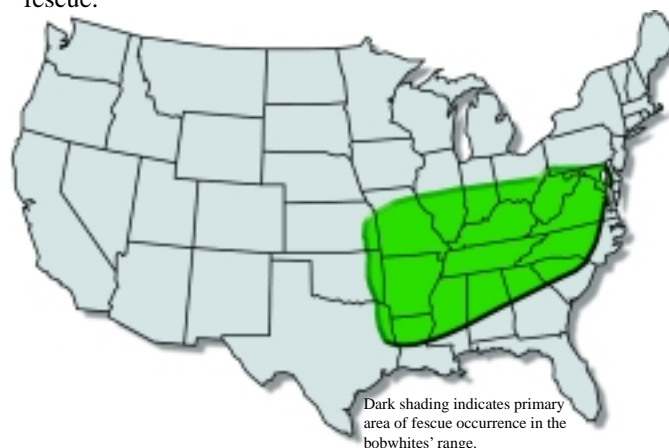 fescue.
Dark shading indicates primary
area of fescue occurrence in the
bobwhites' range.